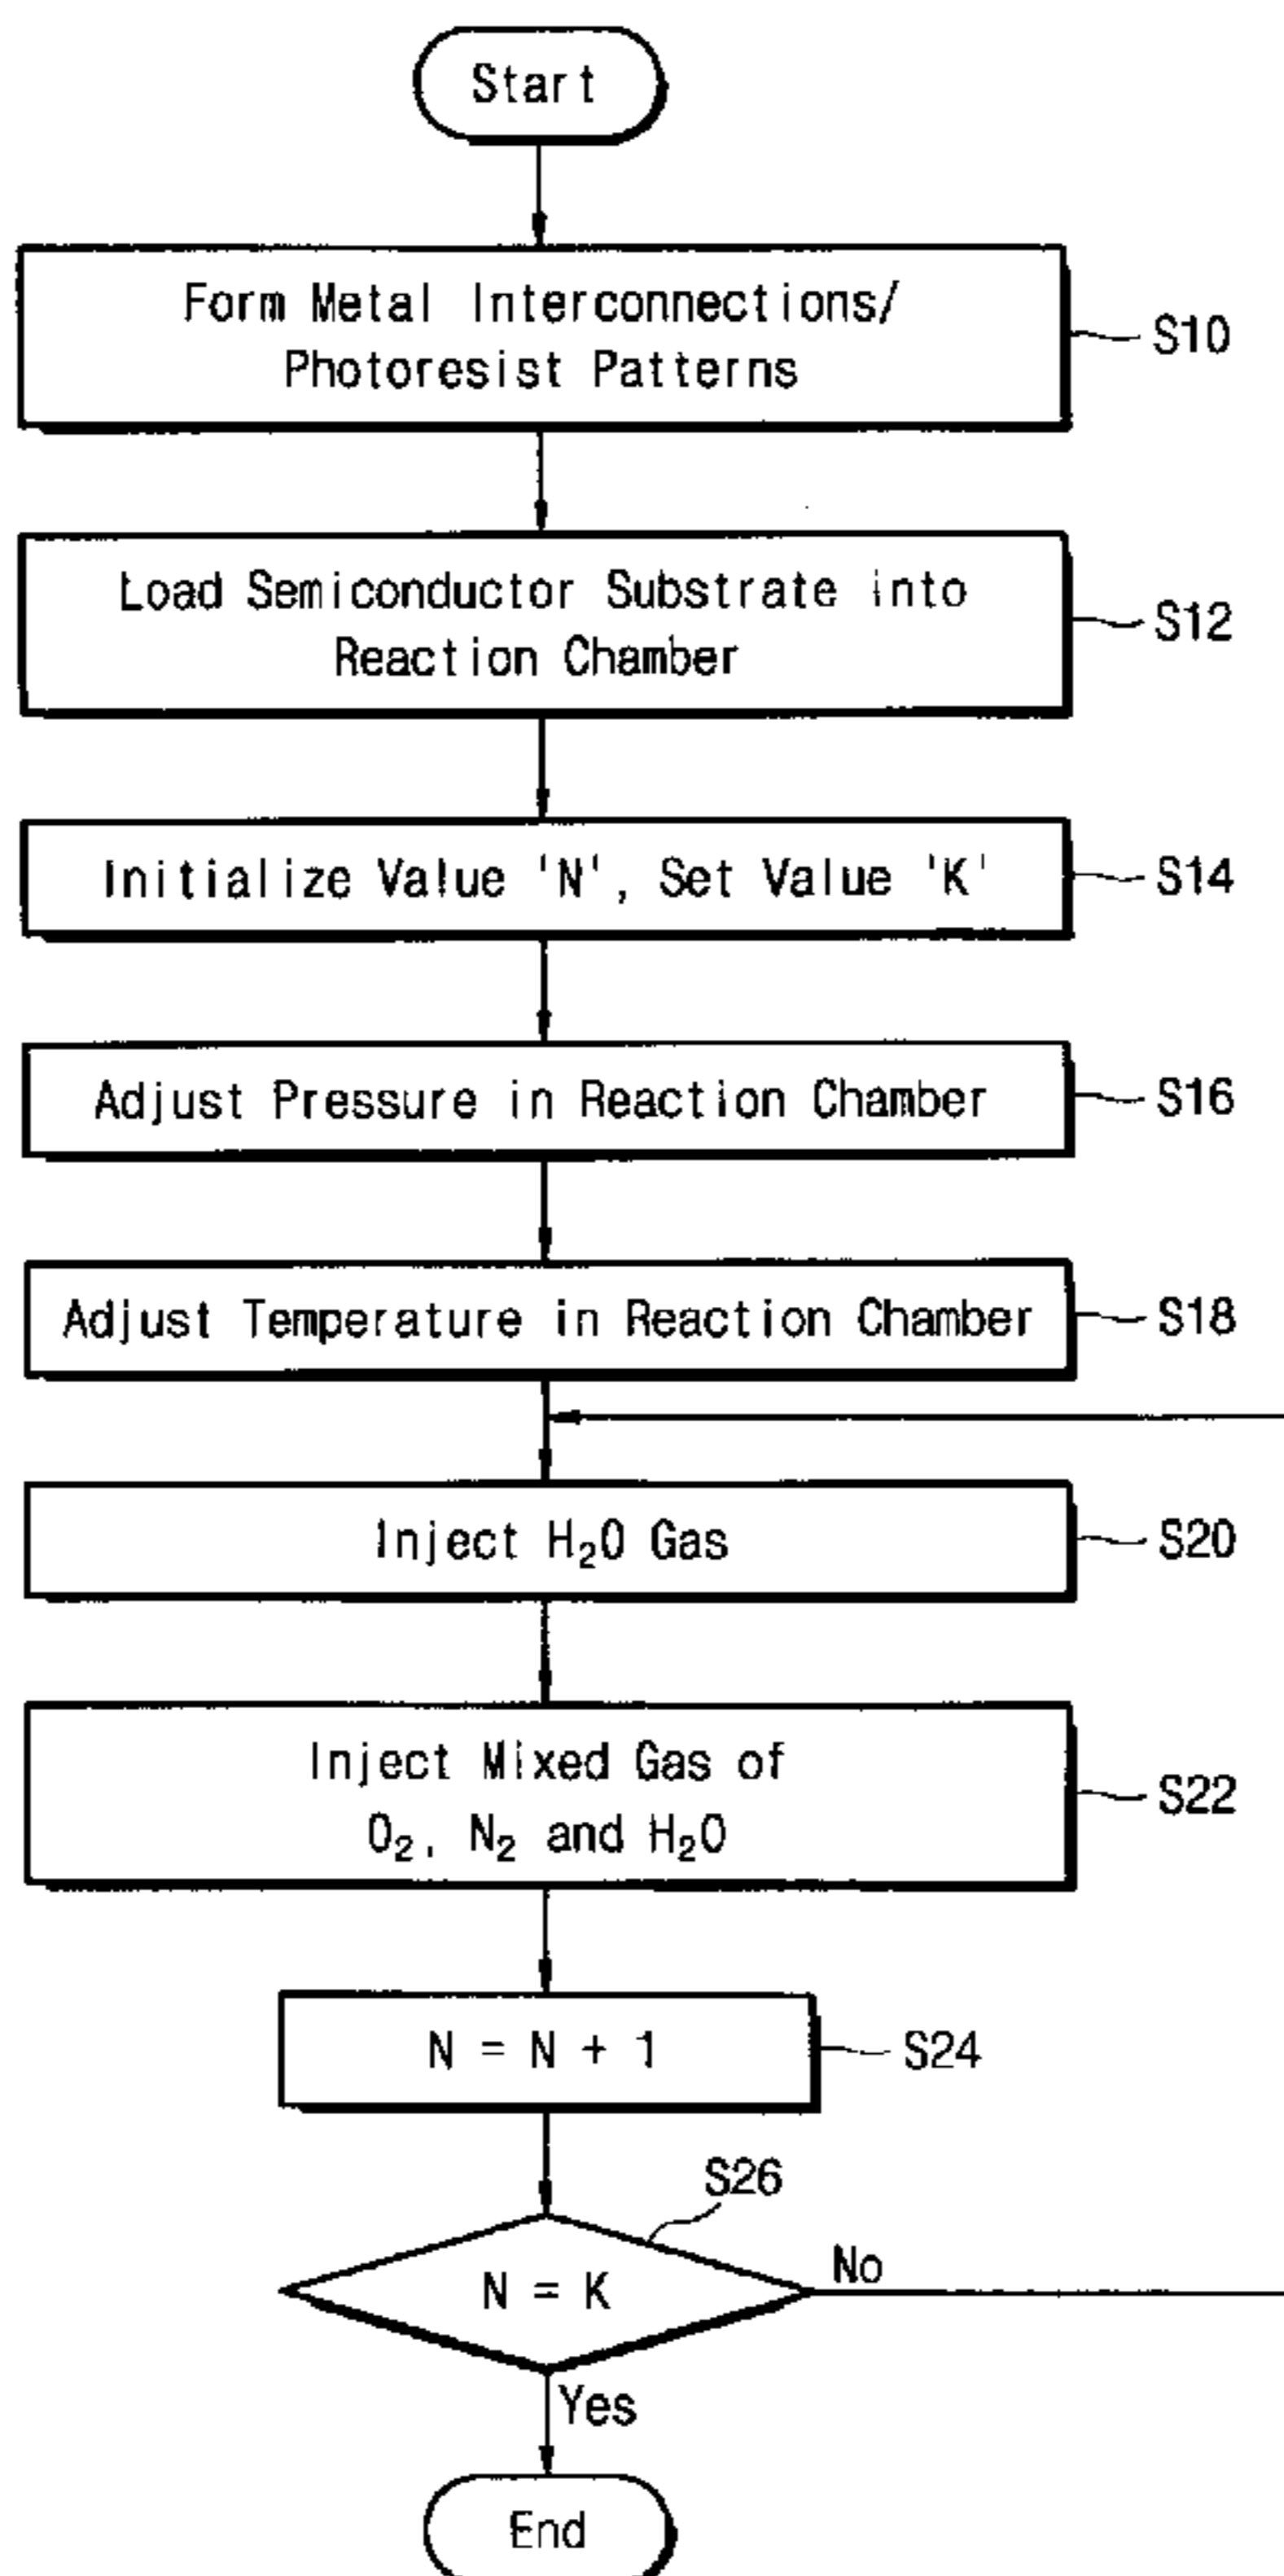 Start
Form Metal Interconnections/
Photoresist Patterns
S10
Load Semiconductor Substrate into
Reaction Chamber
S12
Initialize Value 'N', Set Value 'K'
S14
Adjust Pressure in Reaction Chamber
S16
Adjust Temperature in Reaction Chamber
S18
Inject H₂O Gas
S20
Inject Mixed Gas of
O₂, N₂ and H₂O
S22
N = N + 1
S24
S26
N = K
No
Yes
End